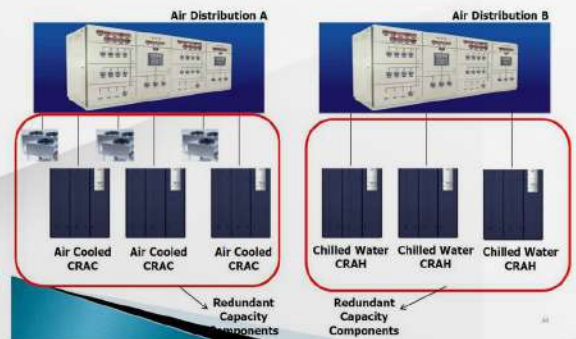 Air Distribution A
Air Distribution B
Air Cooled
CRAC
Air Cooled
CRAC
Air Cooled
CRAC
Chilled Water
CRAH
Chilled Water
CRAH
Chilled Water
CRAH
Redundant
Capacity
Components
Redundant
Capacity
Components